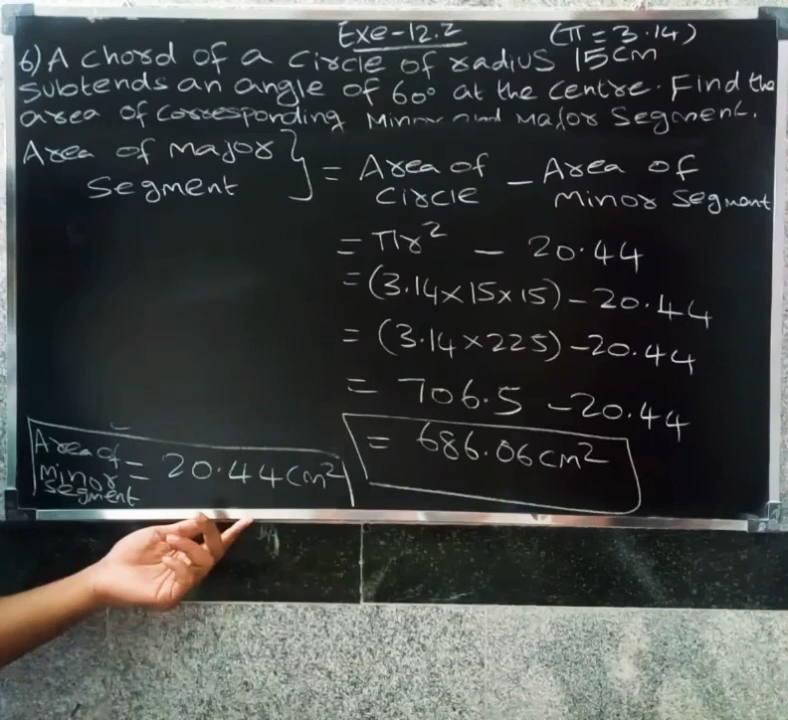 Exe-12.2 (π = 3.14)
6) A chord of a circle of radius 15cm
subtends an angle of 60° at the centre. Find the
area of corresponding Minor and Major Segment.
Area of Major Segment } = Area of Circle - Area of Minor Segment
= πr² - 20.44
= (3.14×15×15) - 20.44
= (3.14×225) - 20.44
= 706.5 - 20.44
= 686.06 cm²
Area of Minor segment = 20.44 cm²